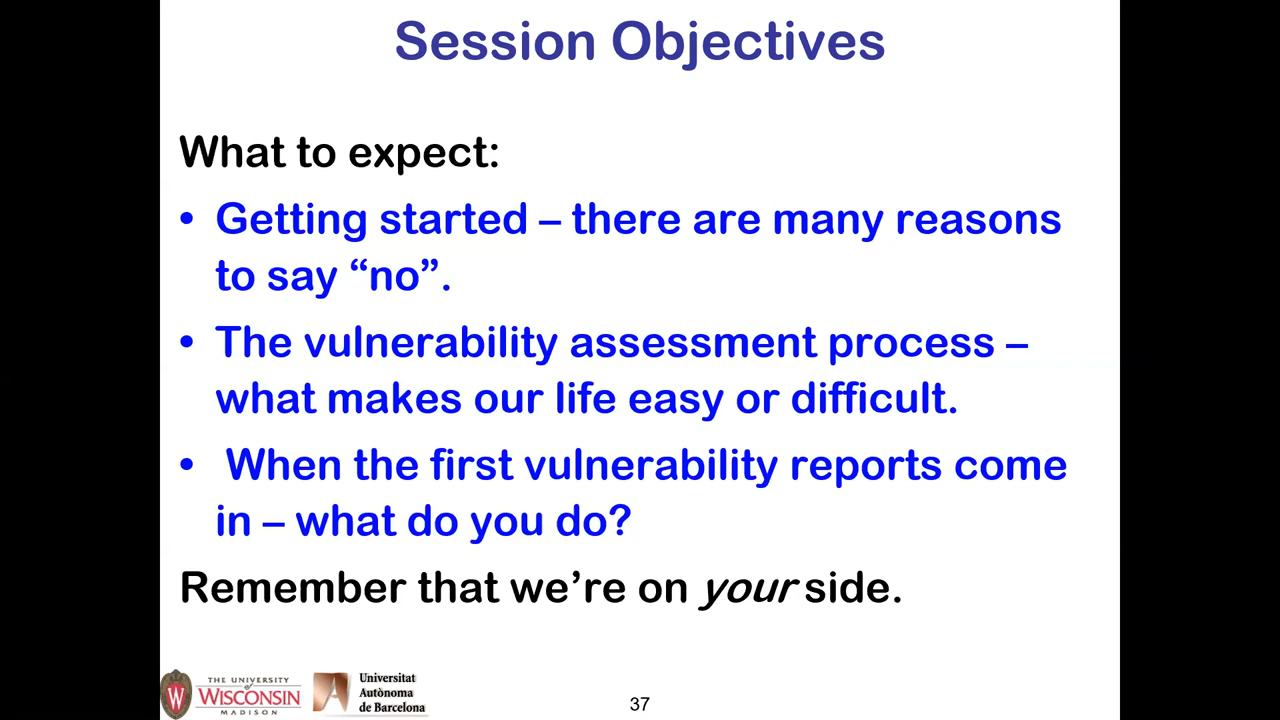 Session Objectives
What to expect:
• Getting started – there are many reasons
to say “no”.
• The vulnerability assessment process –
what makes our life easy or difficult.
• When the first vulnerability reports come
in – what do you do?
Remember that we’re on your side.
THE UNIVERSITY
of
WISCONSIN
MADISON
Universitat
Autònoma
de Barcelona
37